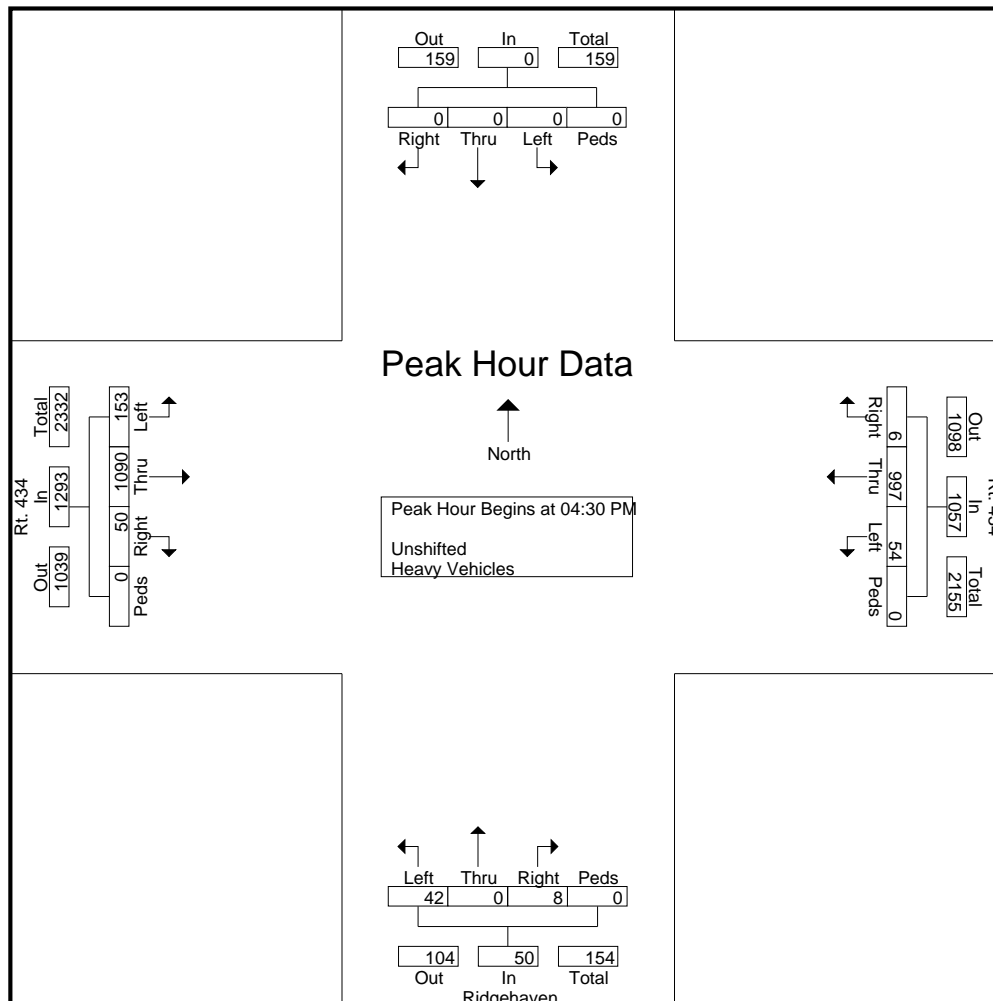 Out In Total
159 0 159
0 0 0 0
Right Thru Left Peds
Peak Hour Data
North
Peak Hour Begins at 04:30 PM
Unshifted
Heavy Vehicles
Rt. 434
Out In Total
1039 1293 2332
Left Thru Right Peds
153 1090 50 0
Right Thru Left Peds
6 997 54 0
Out In Total
1098 1057 2155
Left Thru Right Peds
42 0 8 0
104 50 154
Out In Total
Ridgehaven